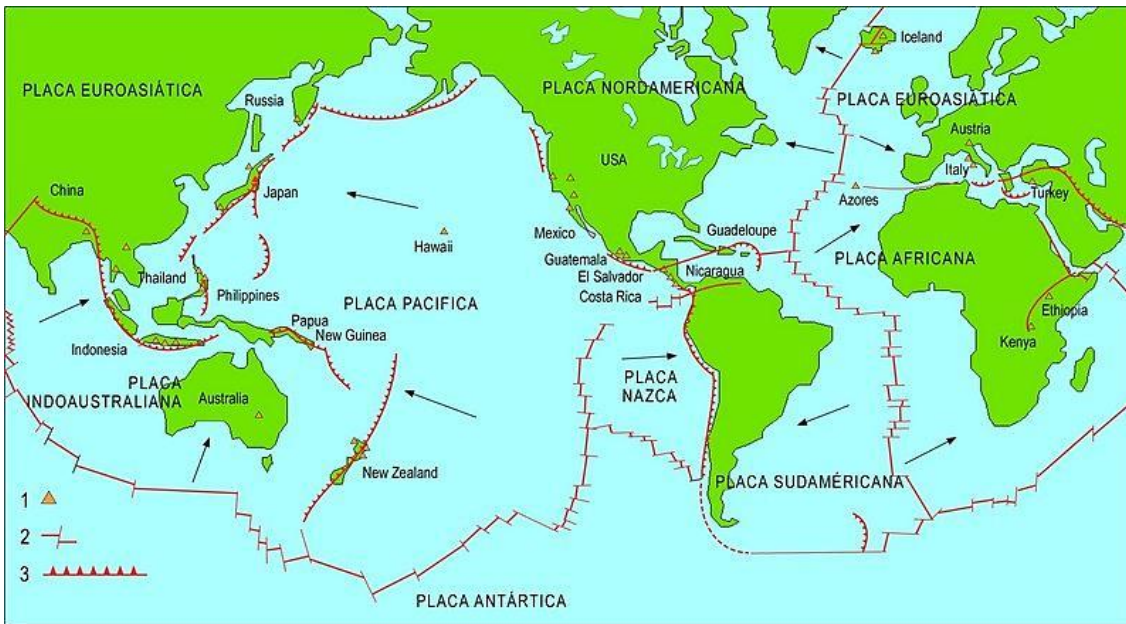 Iceland
PLACA EUROASIÁTICA
PLACA NORDAMERICANA
PLACA EUROASIÁTICA
Russia
Austria
USA
Italy
China
Japan
Azores
Turkey
Mexico
Guadeloupe
Hawaii
Guatemala
PLACA AFRICANA
Thailand
El Salvador
Nicaragua
Philippines
PLACA PACIFICA
Costa Rica
Ethiopia
Papua
New Guinea
Kenya
Indonesia
PLACA
INDOAUSTRALIANA
PLACA
NAZCA
Australia
New Zealand
PLACA SUDAMÉRICANA
1
2
3
PLACA ANTÁRTICA